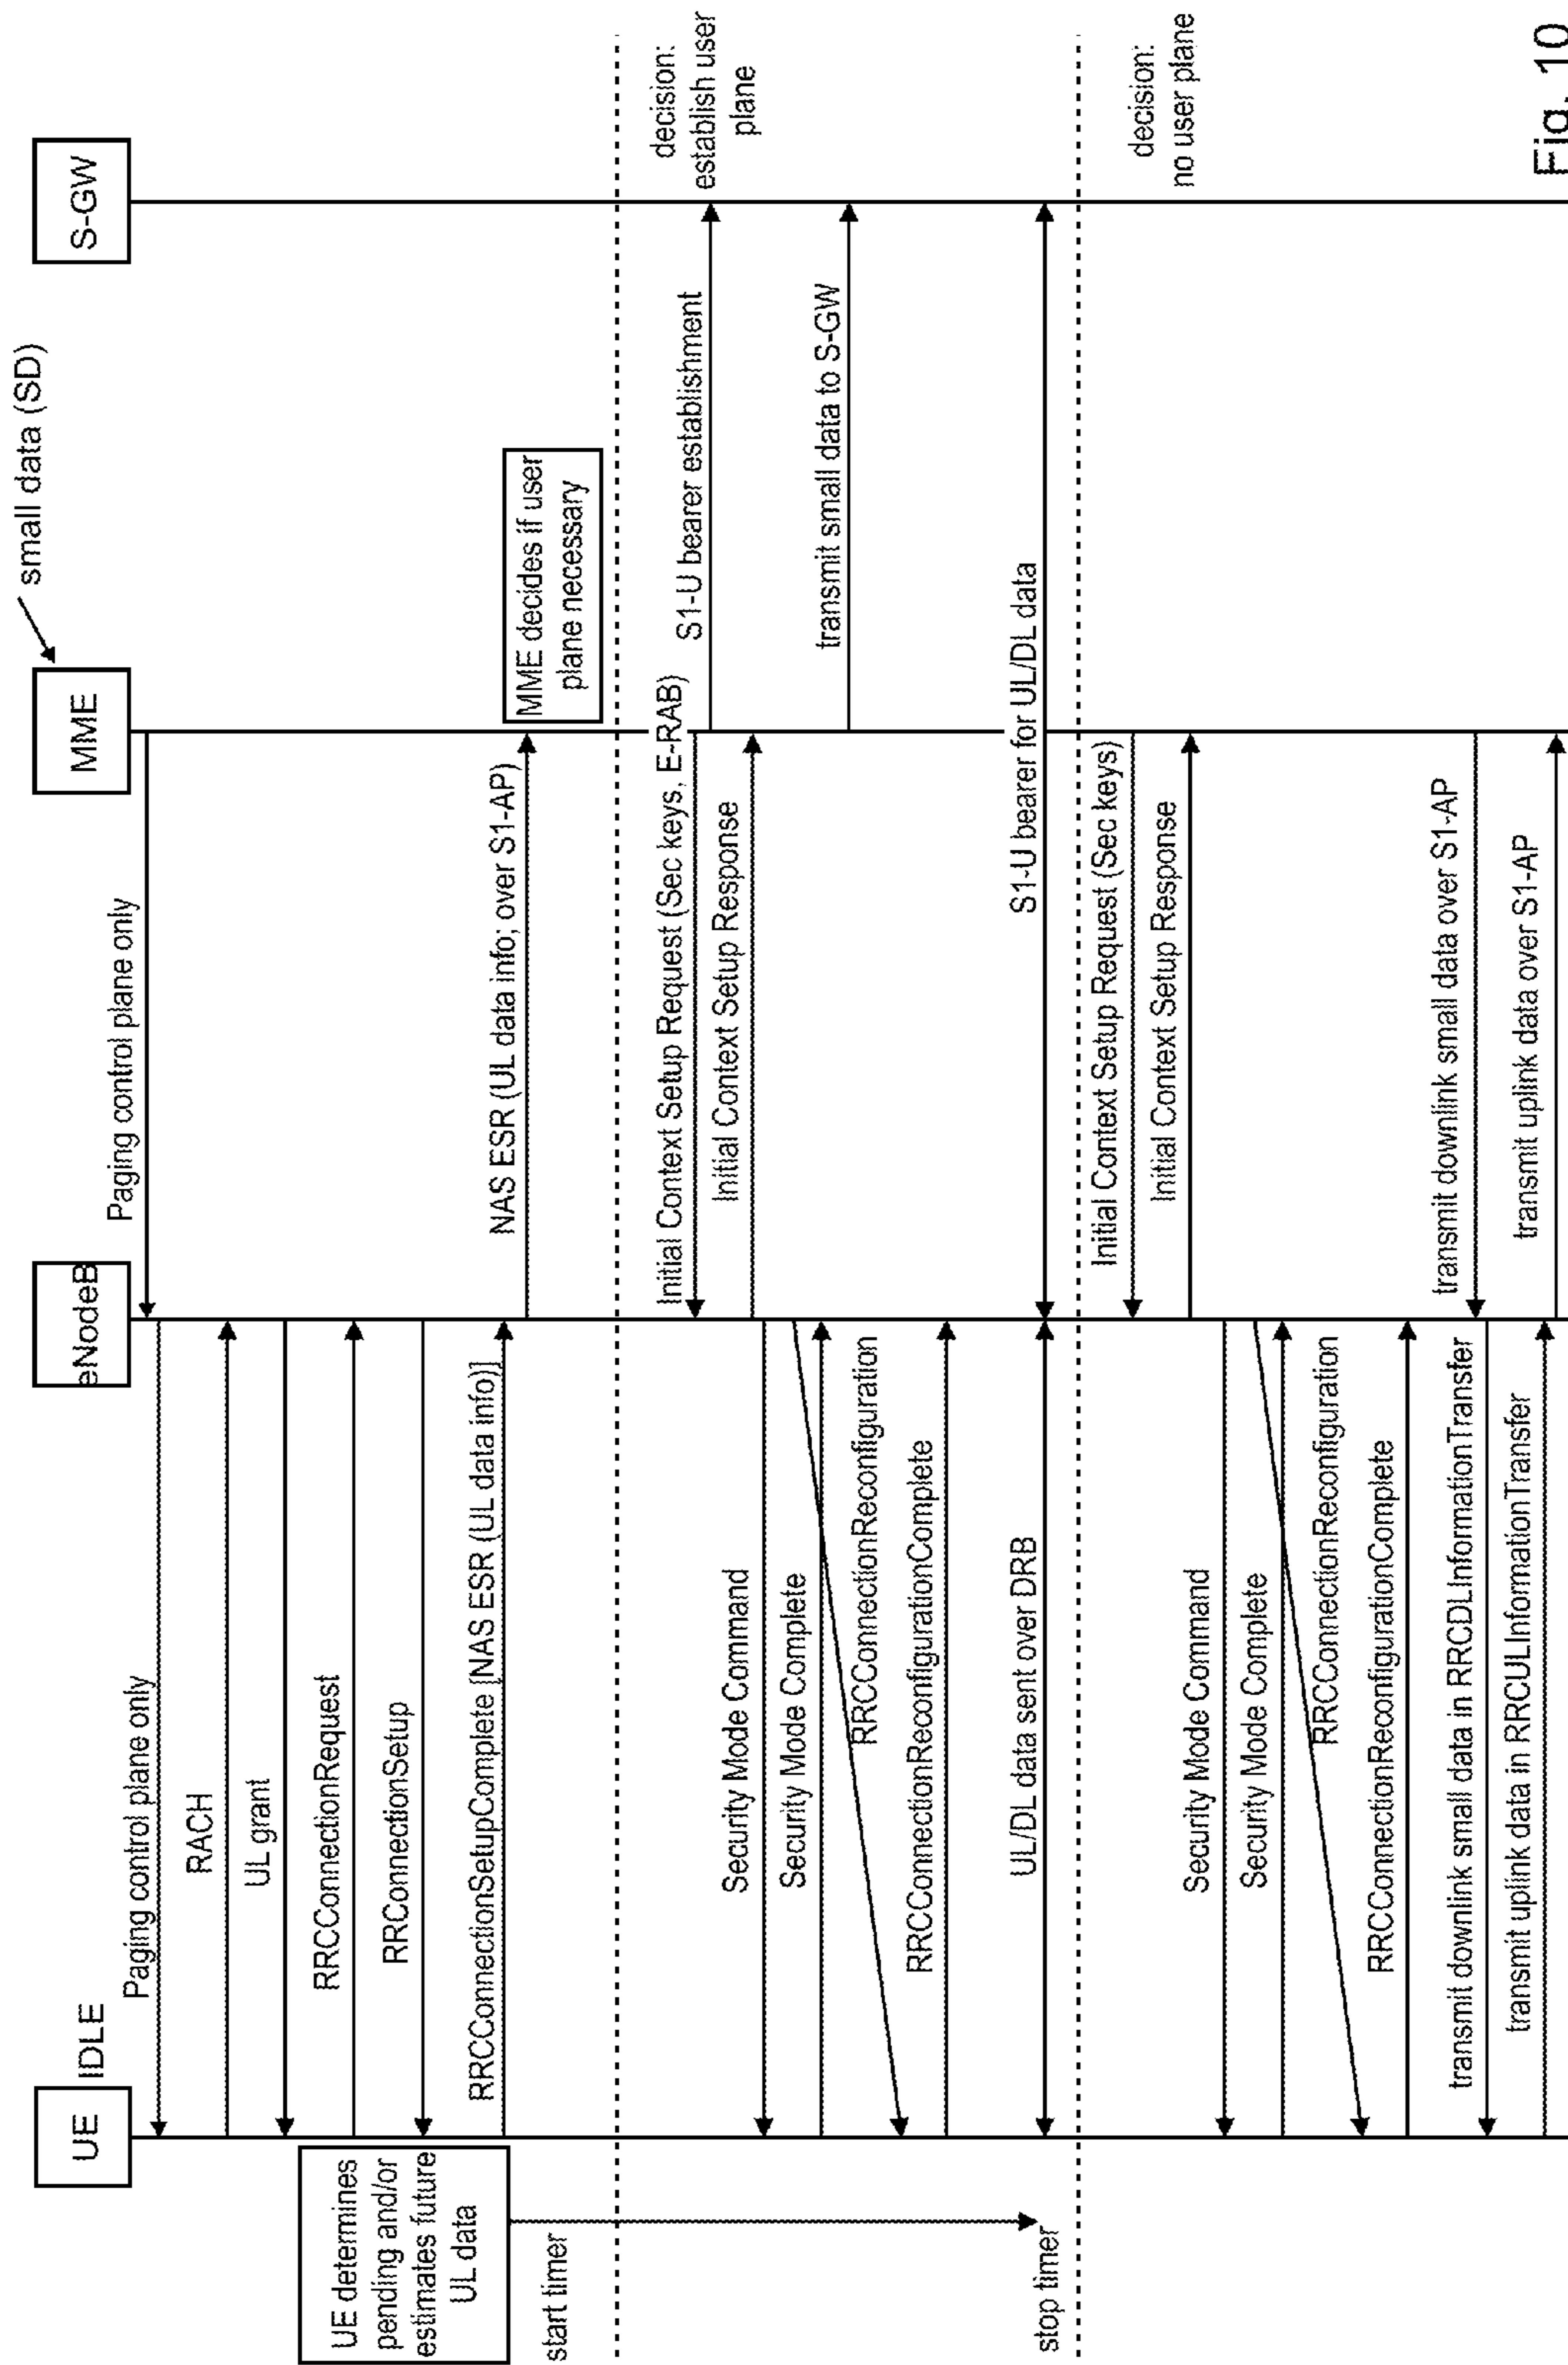 small data (SD)
UE
IDLE
eNodeB
MME
S-GW
Paging control plane only
Paging control plane only
RACH
UL grant
RRCConnectionRequest
RRConnectionSetup
UE determines
pending and/or
estimates future
UL data
RRCConnectionSetupComplete [NAS ESR (UL data info)]
NAS ESR (UL data info; over S1-AP)
MME decides if user
plane necessary
start timer
decision:
establish user
plane
Initial Context Setup Request (Sec keys, E-RAB)
S1-U bearer establishment
Initial Context Setup Response
Security Mode Command
Security Mode Complete
transmit small data to S-GW
RRCConnectionReconfiguration
RRCConnectionReconfigurationComplete
UL/DL data sent over DRB
S1-U bearer for UL/DL data
stop timer
decision:
no user plane
Initial Context Setup Request (Sec keys)
Initial Context Setup Response
Security Mode Command
Security Mode Complete
RRCConnectionReconfiguration
RRCConnectionReconfigurationComplete
transmit downlink small data over S1-AP
transmit downlink small data in RRCDLInformationTransfer
transmit uplink data in RRCULInformationTransfer
transmit uplink data over S1-AP
Fig. 10